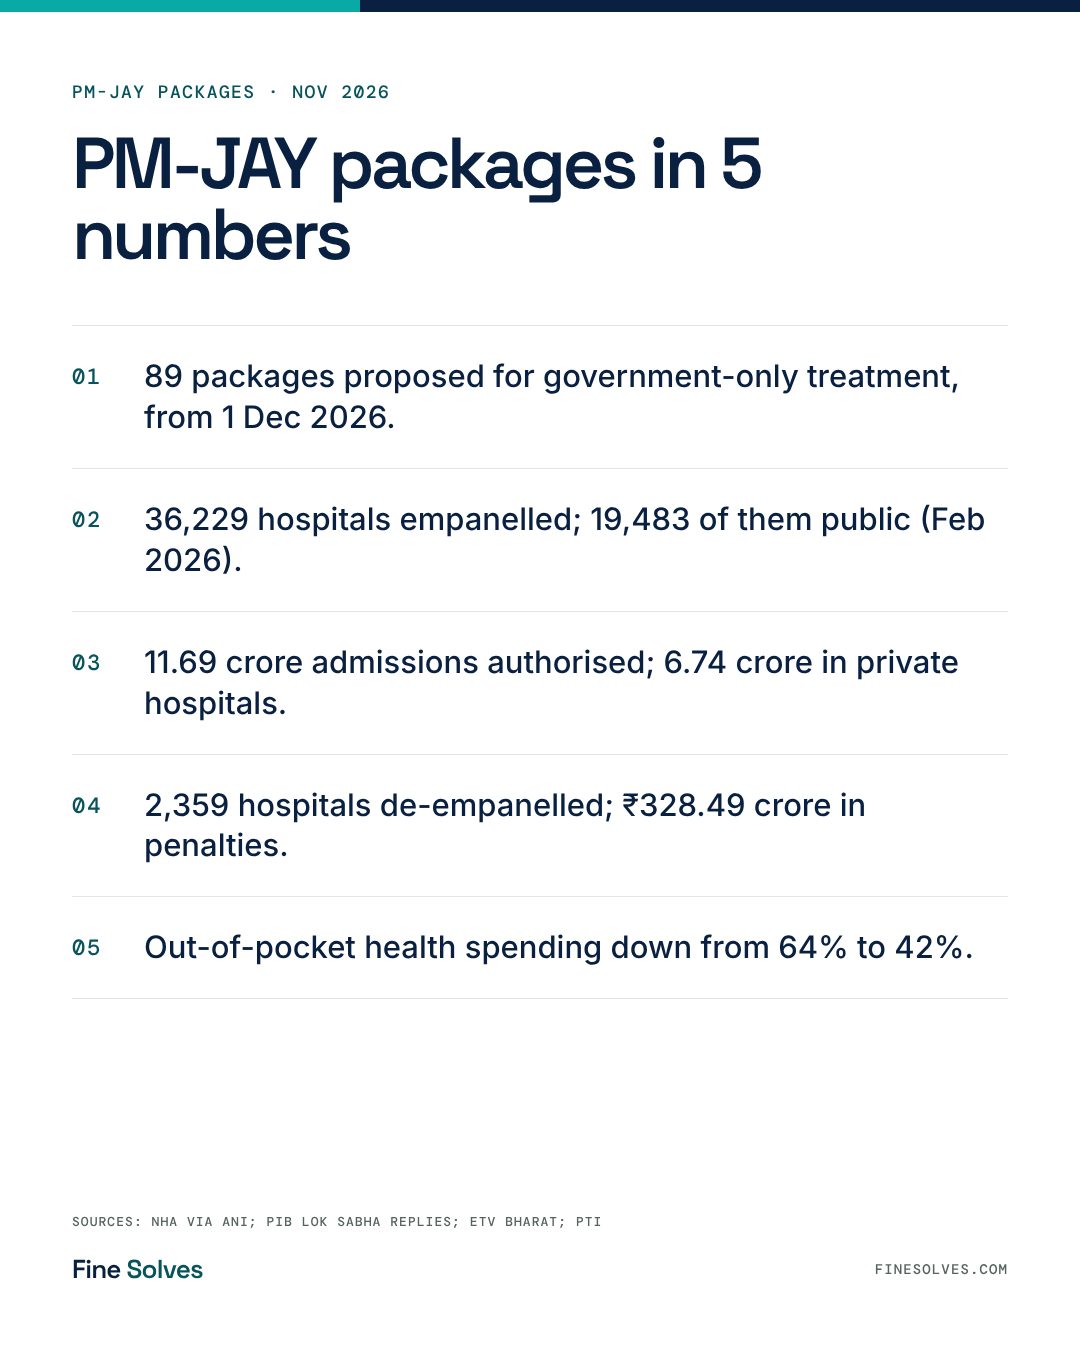 PM-JAY PACKAGES · NOV 2026
PM-JAY packages in 5
numbers
01 89 packages proposed for government-only treatment,
from 1 Dec 2026.
02 36,229 hospitals empanelled; 19,483 of them public (Feb
2026).
03 11.69 crore admissions authorised; 6.74 crore in private
hospitals.
04 2,359 hospitals de-empanelled; ₹328.49 crore in
penalties.
05 Out-of-pocket health spending down from 64% to 42%.
SOURCES: NHA VIA ANI; PIB LOK SABHA REPLIES; ETV BHARAT; PTI
Fine Solves
FINESOLVES.COM